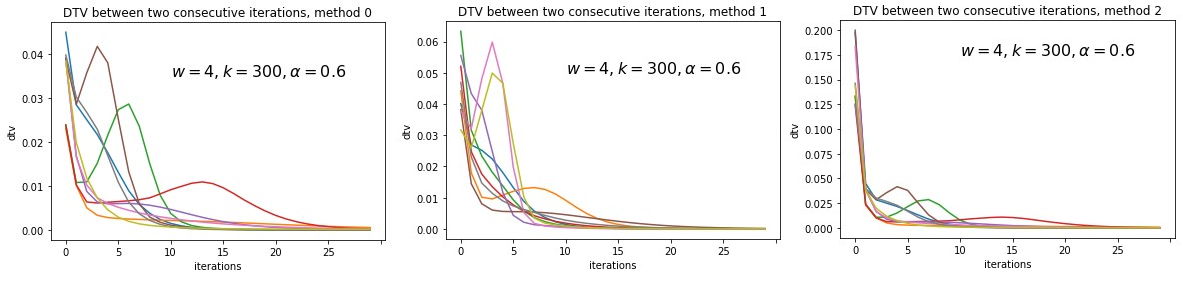 DTV between two consecutive iterations, method 0
w = 4, k = 300, α = 0.6
dtv
0.04
0.03
0.02
0.01
0.00
0 5 10 15 20 25
iterations
DTV between two consecutive iterations, method 1
w = 4, k = 300, α = 0.6
dtv
0.06
0.05
0.04
0.03
0.02
0.01
0.00
0 5 10 15 20 25
iterations
DTV between two consecutive iterations, method 2
w = 4, k = 300, α = 0.6
dtv
0.200
0.175
0.150
0.125
0.100
0.075
0.050
0.025
0.000
0 5 10 15 20 25
iterations